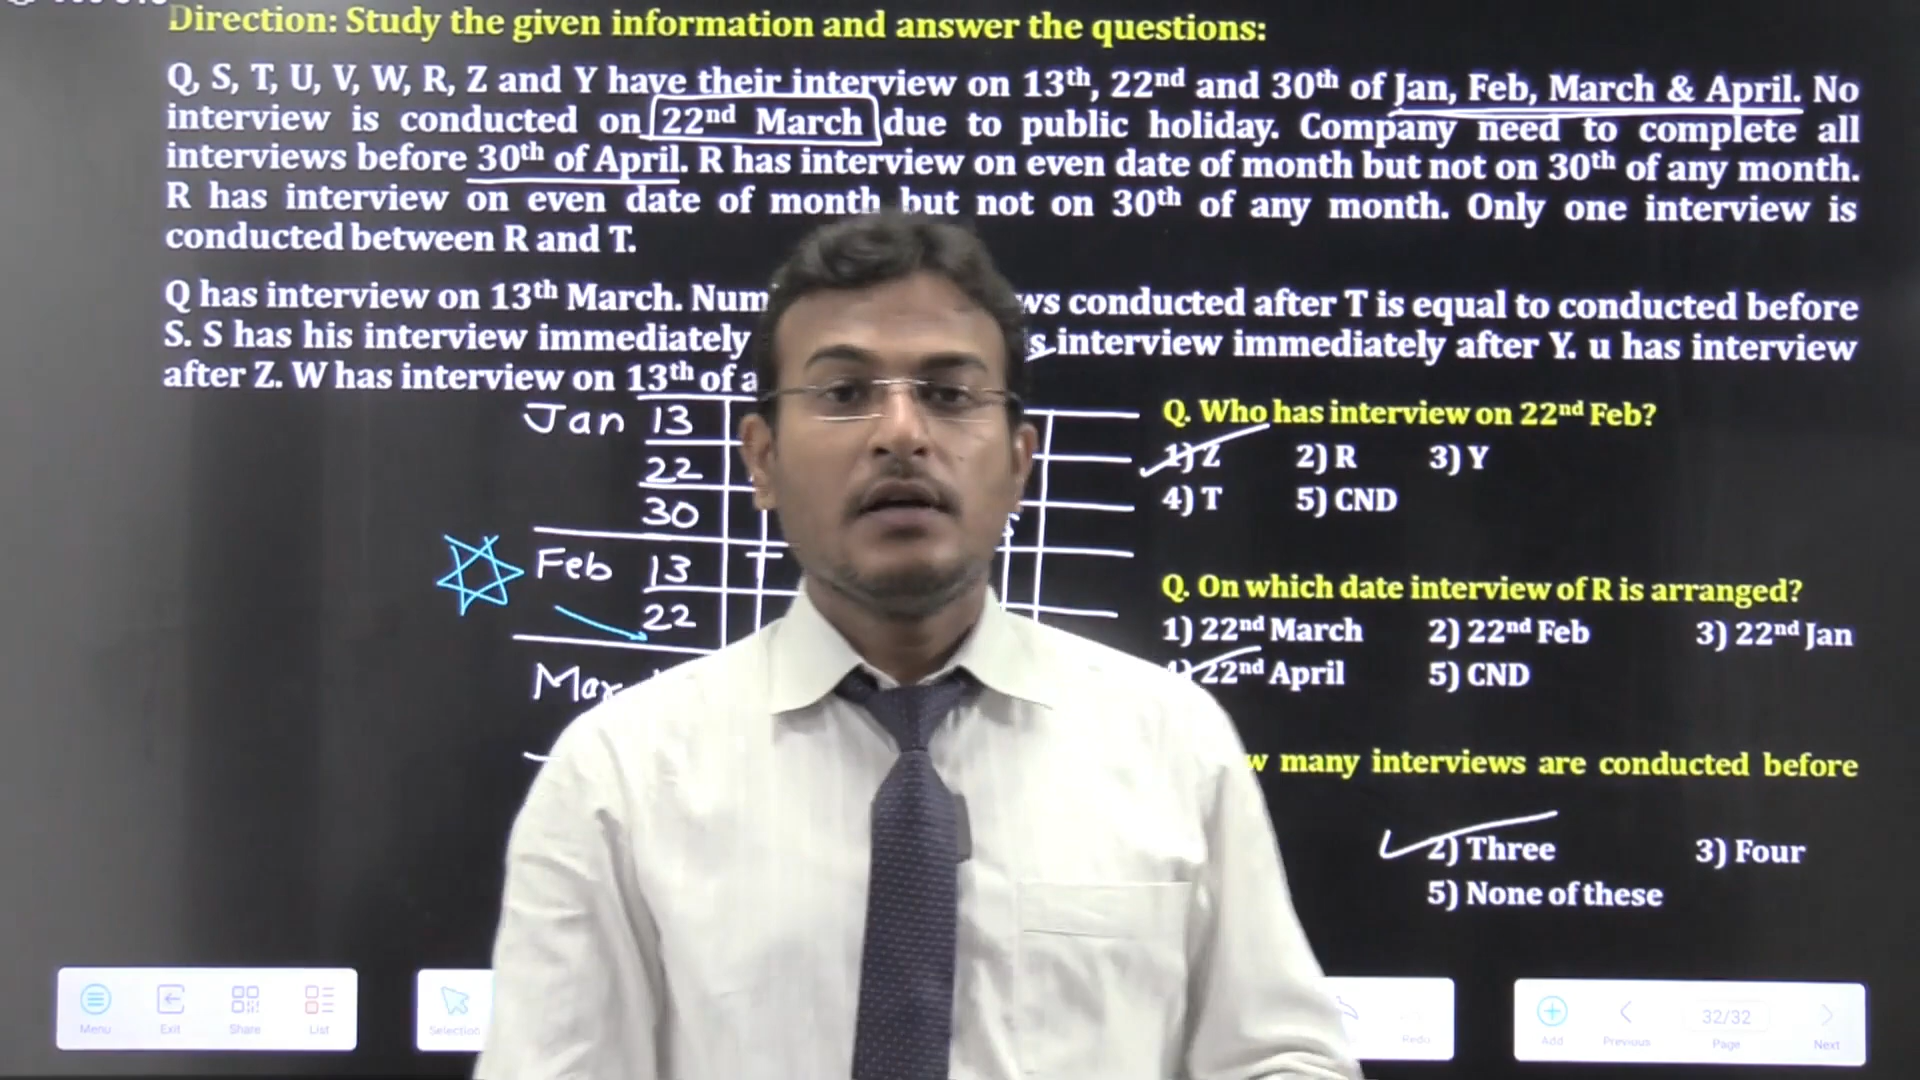 Direction: Study the given information and answer the questions:
Q, S, T, U, V, W, R, Z and Y have their interview on 13th, 22nd and 30th of Jan, Feb, March & April. No
interview is conducted on 22nd March due to public holiday. Company need to complete all
interviews before 30th of April. R has interview on even date of month but not on 30th of any month.
R has interview on even date of month but not on 30th of any month. Only one interview is
conducted between R and T.
Q has interview on 13th March. Num ws conducted after T is equal to conducted before
S. S has his interview immediately s interview immediately after Y. u has interview
after Z. W has interview on 13th of a
Jan 13
22
30
Feb 13
22
Mar
Q. Who has interview on 22nd Feb?
1) Z 2) R 3) Y
4) T 5) CND
Q. On which date interview of R is arranged?
1) 22nd March 2) 22nd Feb 3) 22nd Jan
4) 22nd April 5) CND
w many interviews are conducted before
2) Three 3) Four
5) None of these
Menu Exit Share List
Selection
Redo
Add Previous 32/32 Page Next